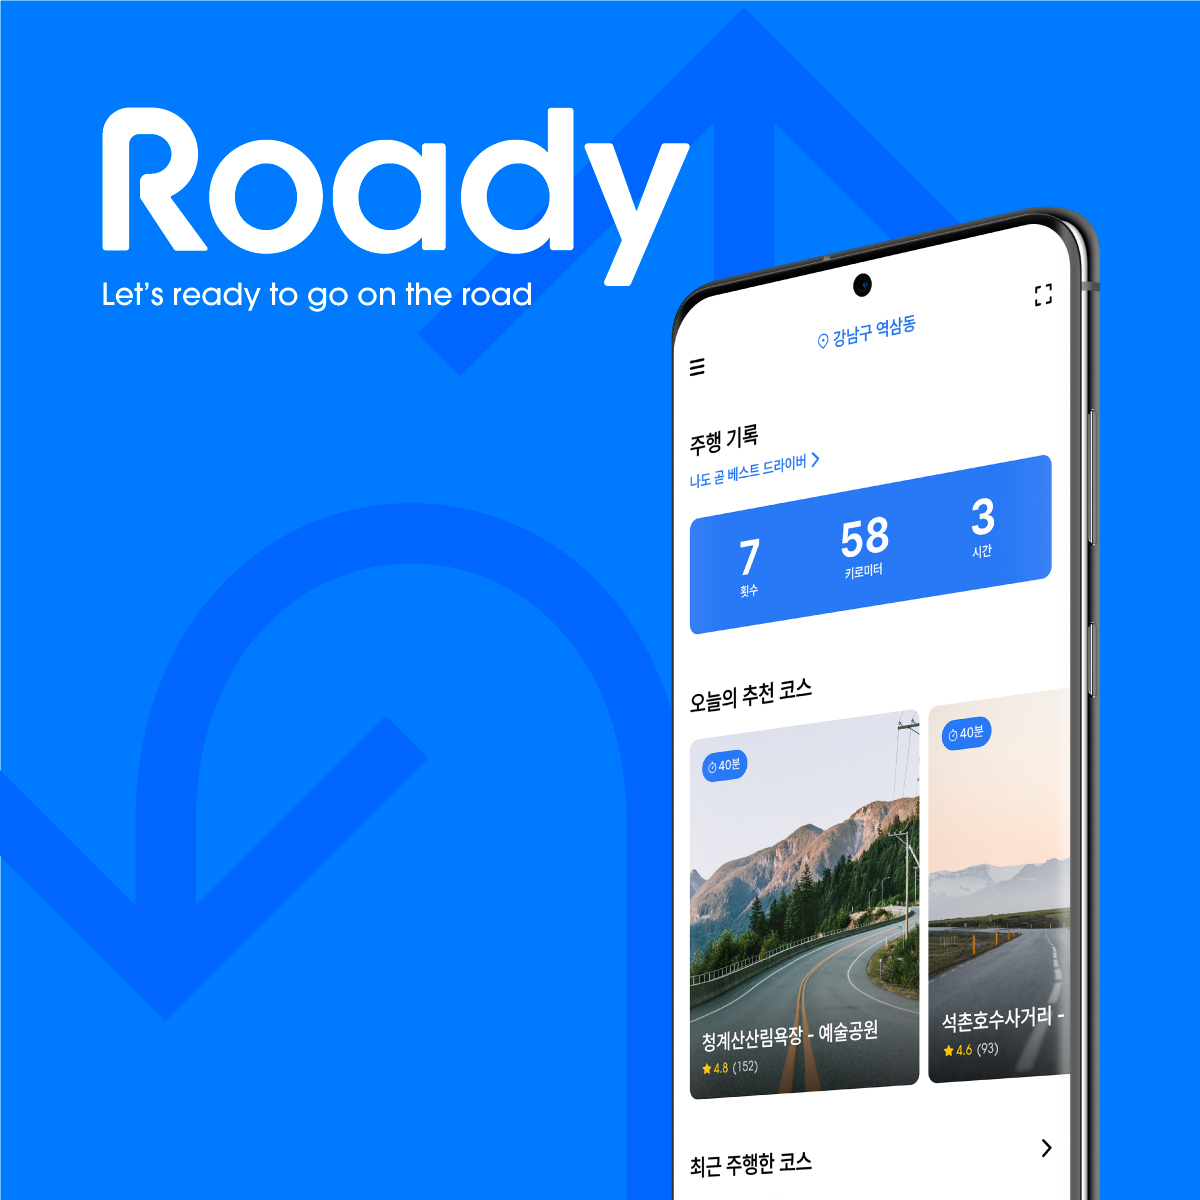 Roady
Let's ready to go on the road
강남구 역삼동
주행 기록
나도 곧 베스트 드라이버
7
횟수
58
키로미터
3
시간
오늘의 추천 코스
40분
청계산산림욕장 - 예술공원
4.8 (152)
40분
석촌호수사거리 -
4.6 (93)
최근 주행한 코스